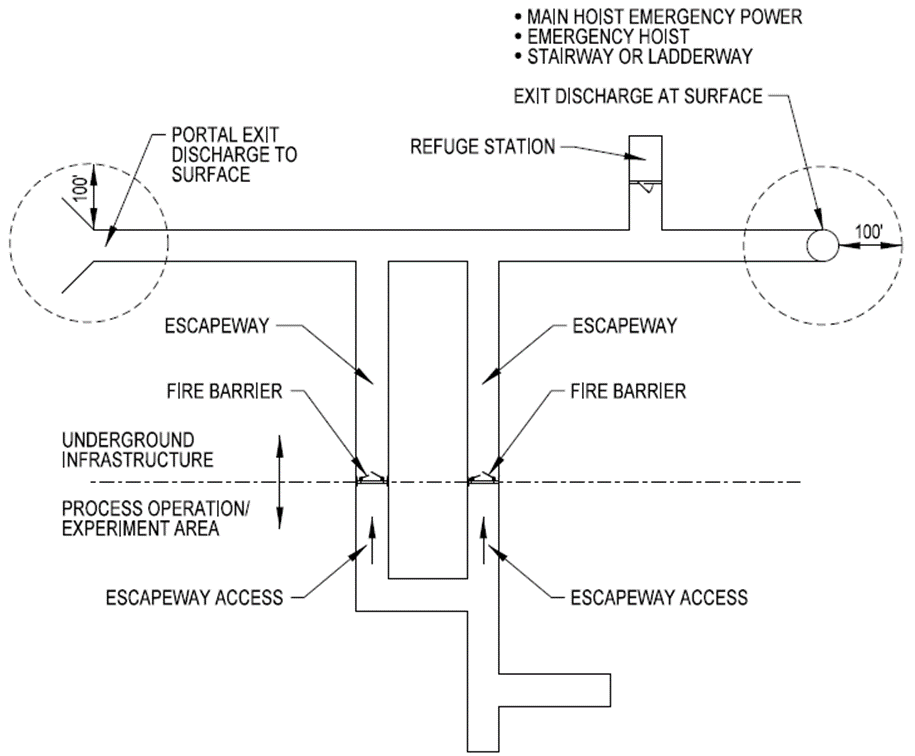 • MAIN HOIST EMERGENCY POWER
• EMERGENCY HOIST
• STAIRWAY OR LADDERWAY
EXIT DISCHARGE AT SURFACE
PORTAL EXIT
DISCHARGE TO
SURFACE
REFUGE STATION
100'
100'
ESCAPEWAY
ESCAPEWAY
FIRE BARRIER
FIRE BARRIER
UNDERGROUND
INFRASTRUCTURE
PROCESS OPERATION/
EXPERIMENT AREA
ESCAPEWAY ACCESS
ESCAPEWAY ACCESS